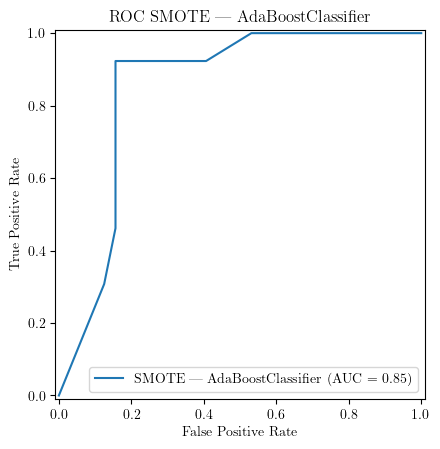 ROC SMOTE — AdaBoostClassifier
1.0
0.8
0.6
0.4
0.2
0.0
True Positive Rate
SMOTE — AdaBoostClassifier (AUC = 0.85)
0.0 0.2 0.4 0.6 0.8 1.0
False Positive Rate